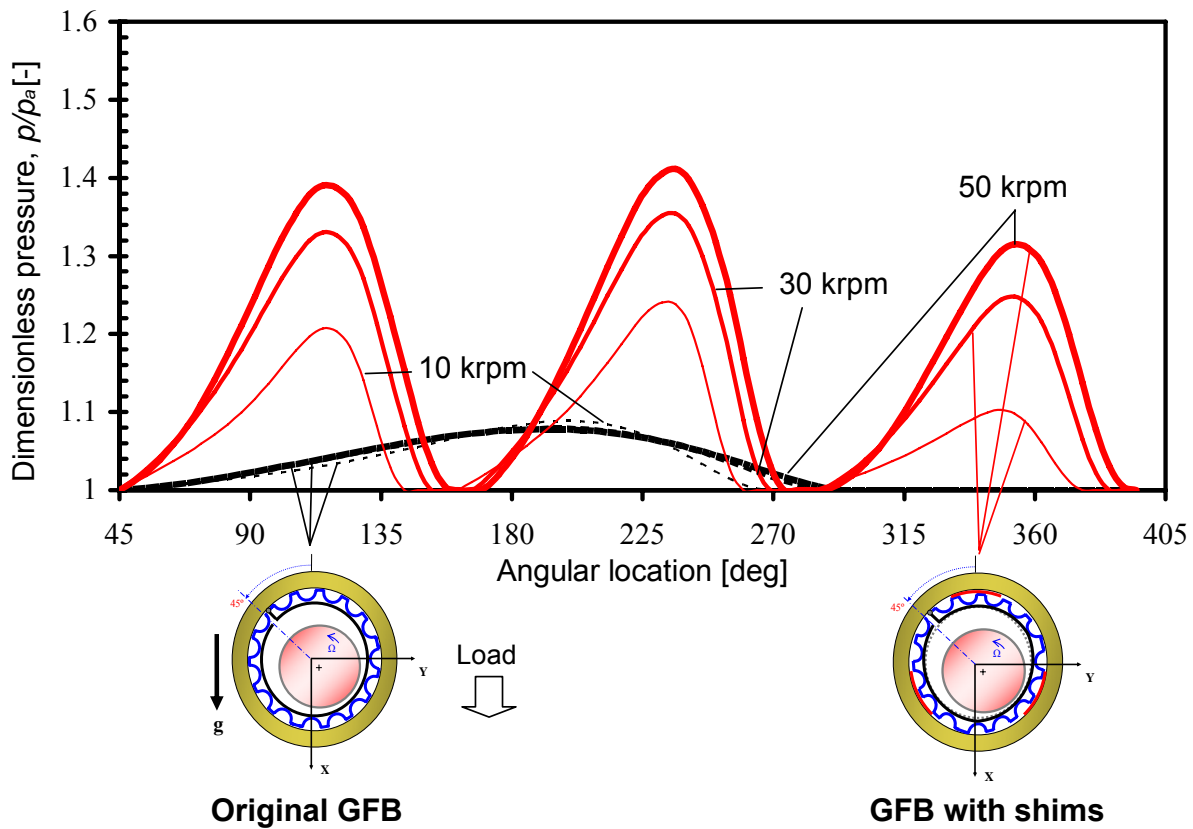 Dimensionless pressure, p/pa[-]
1.6
1.5
1.4
1.3
1.2
1.1
1
50 krpm
30 krpm
10 krpm
45
90
135
180
225
270
315
360
405
Angular location [deg]
45º
Ω
Y
X
g
Load
45º
Ω
Y
X
Original GFB
GFB with shims